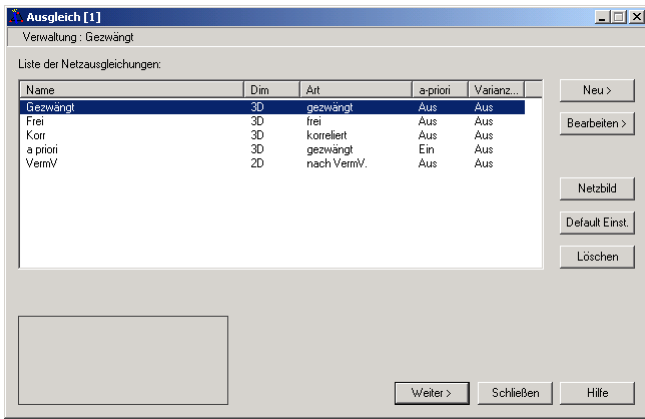 Ausgleich [1]
Verwaltung : Gezwängt
Liste der Netzausgleichungen:
Name Dim Art a-priori Varianz...
Gezwängt 3D gezwängt Aus Aus
Frei 3D frei Aus Aus
Korr 3D korreliert Aus Aus
a priori 3D gezwängt Ein Aus
VermV 2D nach VermV. Aus Aus
Neu >
Bearbeiten >
Netzbild
Default Einst.
Löschen
Weiter > Schließen Hilfe